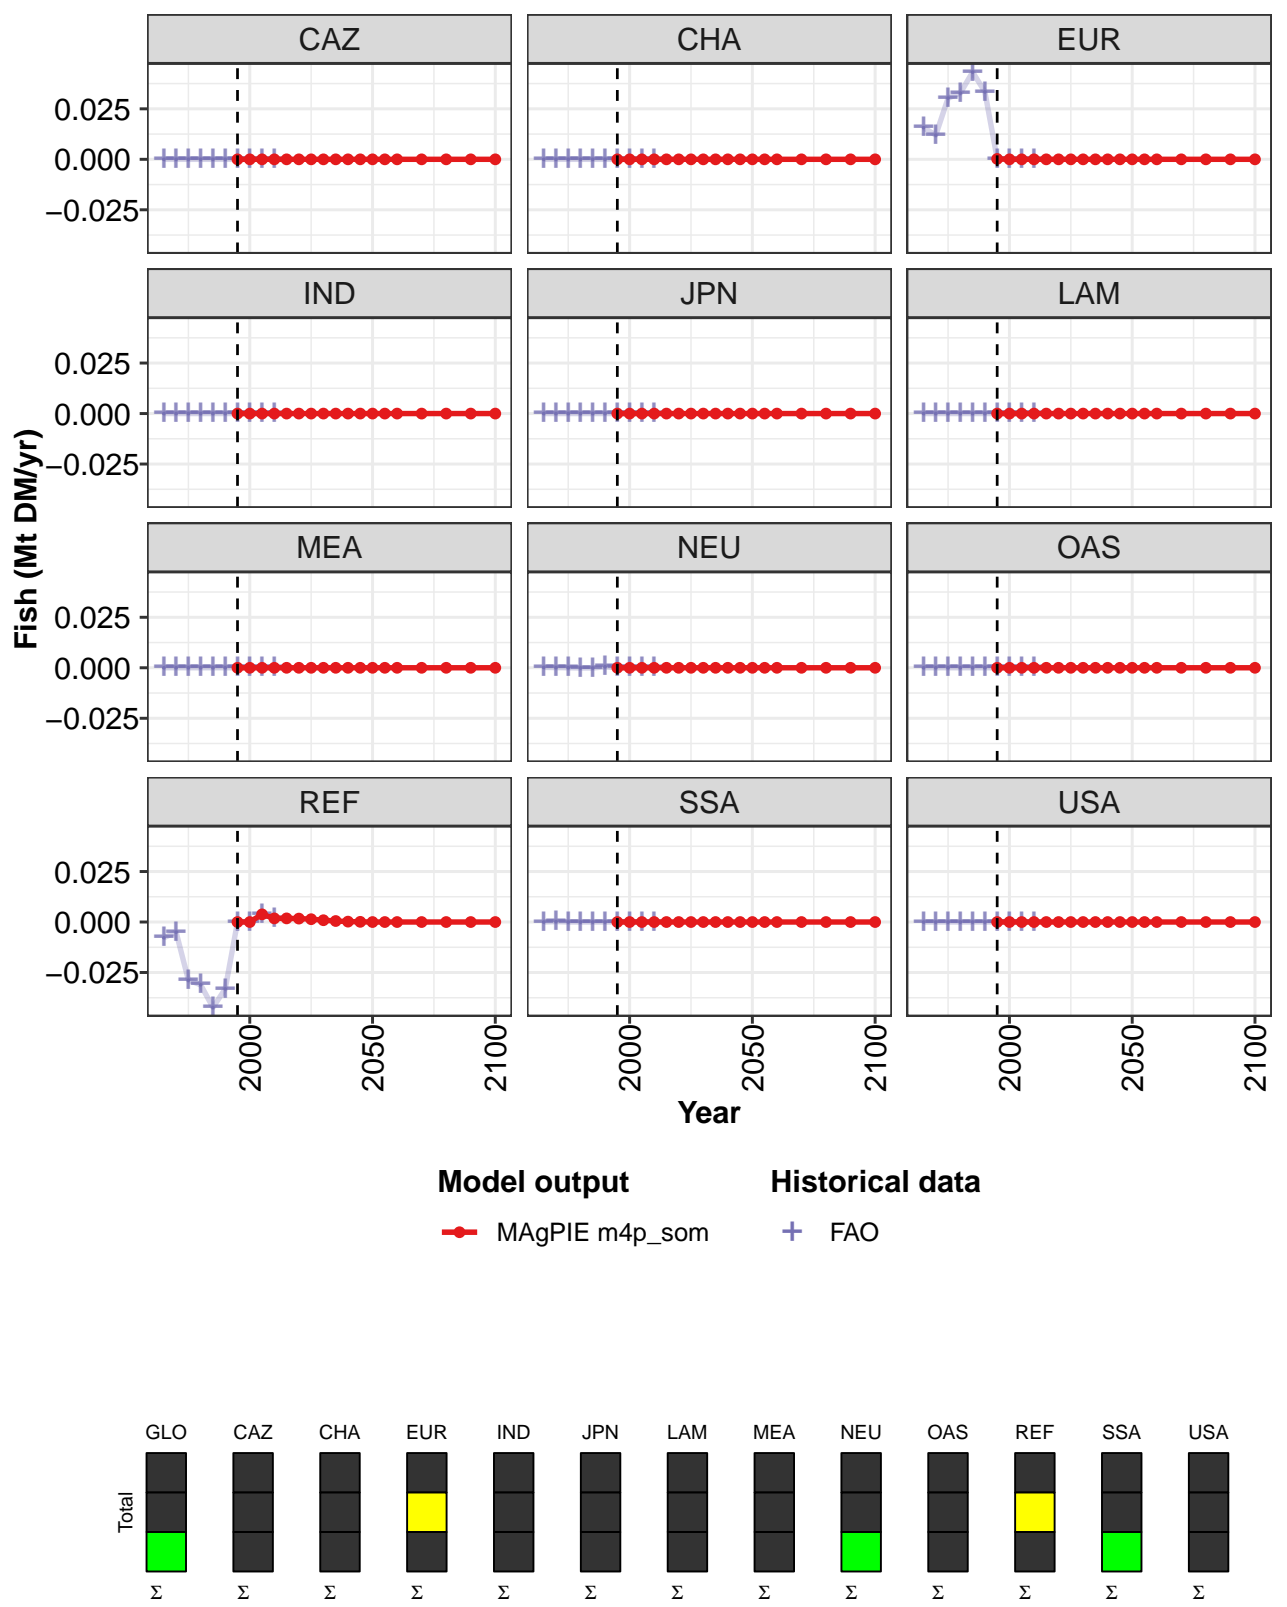 CAZ CHA EUR
0.025
0.000
−0.025
IND JPN LAM
0.025
0.000
−0.025
MEA NEU OAS
0.025
0.000
−0.025
REF SSA USA
0.025
0.000
−0.025
Fish (Mt DM/yr)
2000 2050 2100 2000 2050 2100 2000 2050 2100
Year
Model output Historical data
MAgPIE m4p_som FAO
GLO CAZ CHA EUR IND JPN LAM MEA NEU OAS REF SSA USA
Total
Σ Σ Σ Σ Σ Σ Σ Σ Σ Σ Σ Σ Σ